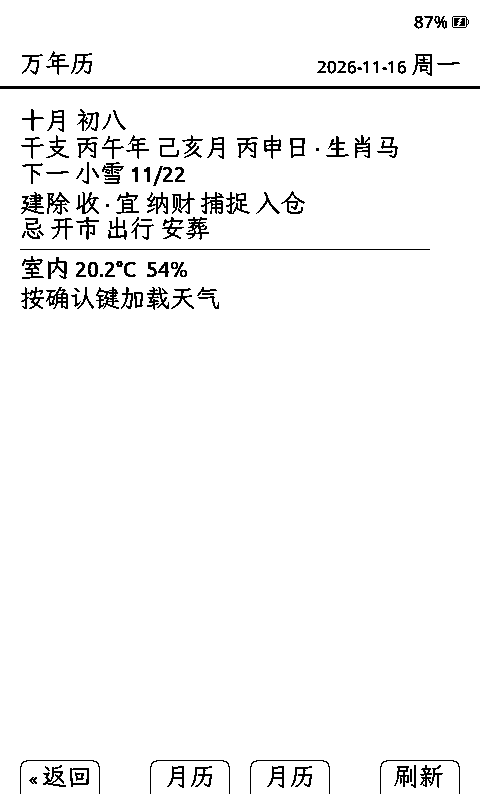 87%
万年历 2026-11-16 周一
十月 初八
干支 丙午年 己亥月 丙申日·生肖马
下一 小雪 11/22
建除 收·宜 纳财 捕捉 入仓
忌 开市 出行 安葬
室内 20.2°C 54%
按确认键加载天气
« 返回 月历 月历 刷新